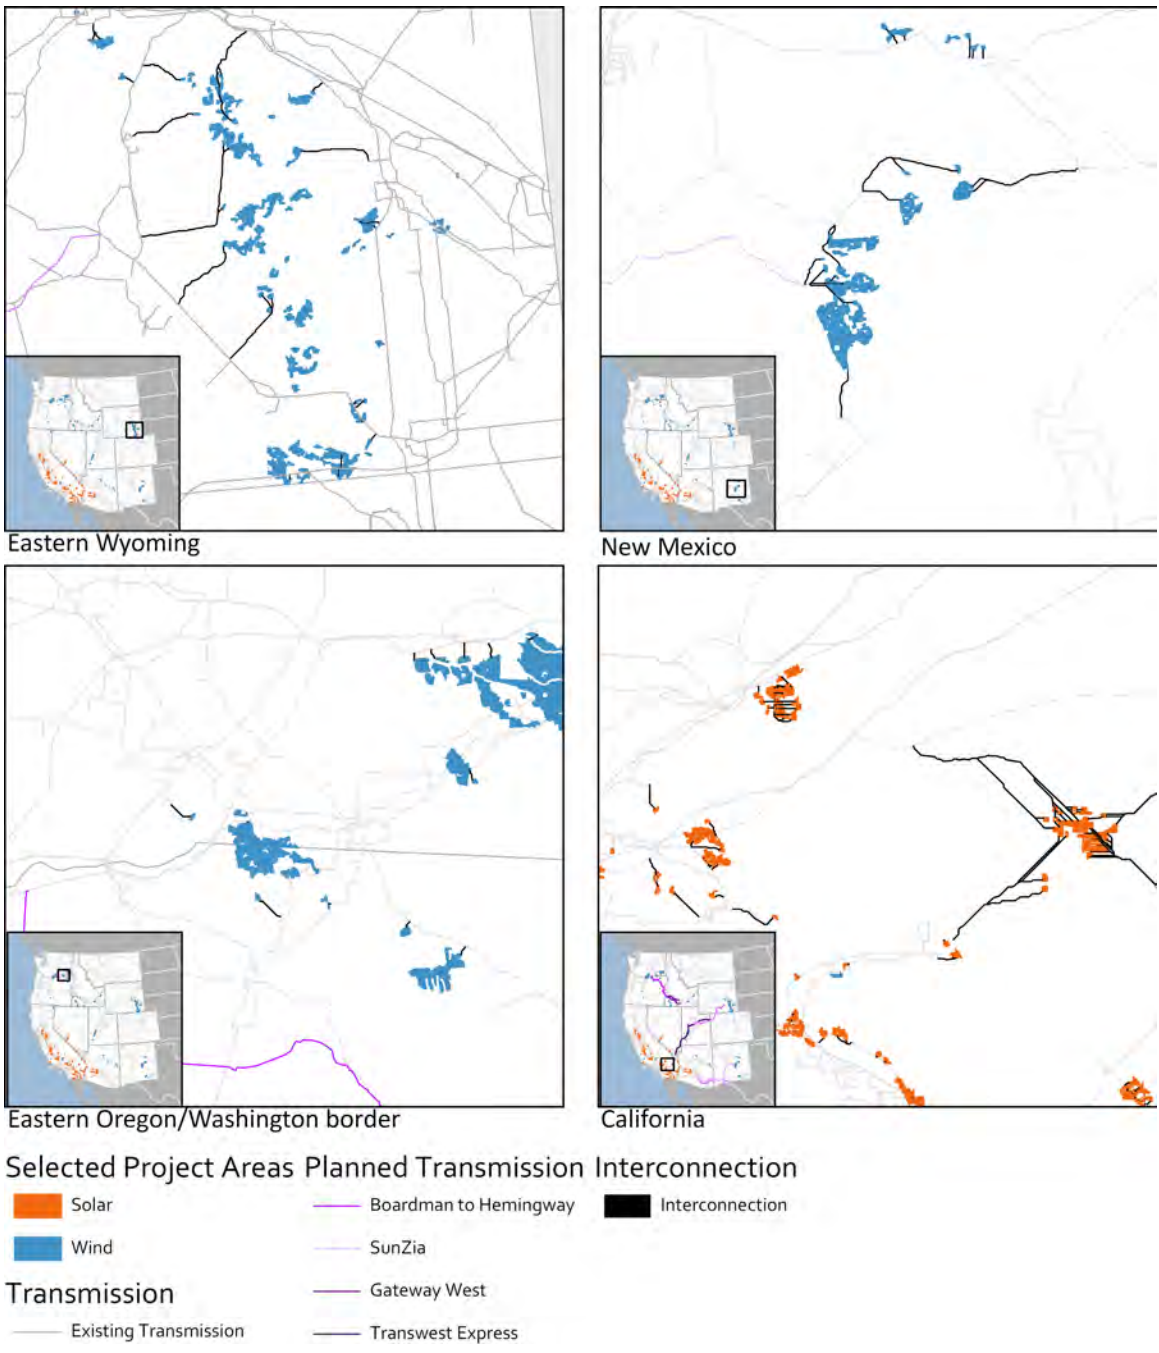 Eastern Wyoming
New Mexico
Eastern Oregon/Washington border
California
Selected Project Areas
Solar
Wind
Transmission
Existing Transmission
Planned Transmission
Boardman to Hemingway
SunZia
Gateway West
Transwest Express
Interconnection
Interconnection